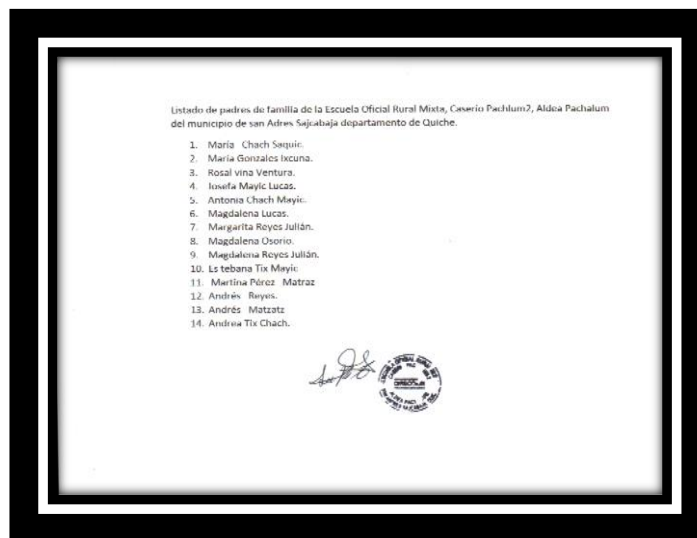 Listado de padres de familia de la Escuela Oficial Rural Mixta, Caserio Pachlum2, Aldea Pachalum
del municipio de san Adres Sajcabaja departamento de Quiche.
1. María Chach Saquic.
2. María Gonzales Ixcuna.
3. Rosal vina Ventura.
4. Josefa Mayic Lucas.
5. Antonia Chach Mayic.
6. Magdalena Lucas.
7. Margarita Reyes Julián.
8. Magdalena Osorio.
9. Magdalena Reyes Julián.
10. Es tebana Tix Mayic
11. Martina Pérez Matraz
12. Andrés Reyes.
13. Andrés Matzatz
14. Andrea Tix Chach.